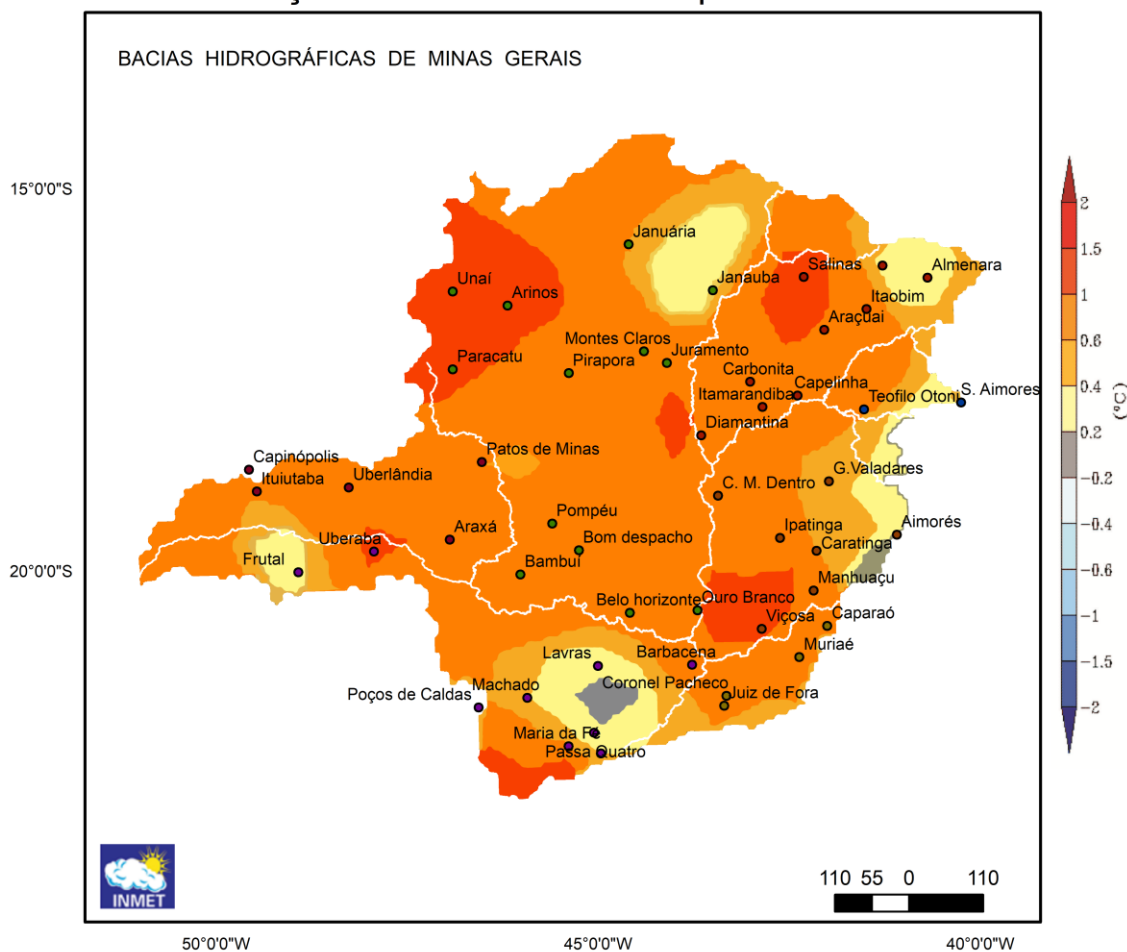 BACIAS HIDROGRÁFICAS DE MINAS GERAIS
15°0'0"S
20°0'0"S
Januária
Unaí
Arinos
Janauba
Salinas
Almenara
Itaobim
Araçuai
Montes Claros
Juramento
Paracatu
Pirapora
Carbonita
Capelinha
Itamarandiba
Teofilo Otoni
S. Aimores
Diamantina
Patos de Minas
Capinópolis
Ituiutaba
Uberlândia
C. M. Dentro
G.Valadares
Pompéu
Araxá
Bom despacho
Ipatinga
Aimorés
Caratinga
Uberaba
Frutal
Bambuí
Manhuaçu
Belo horizonte
Ouro Branco
Viçosa
Caparaó
Muriaé
Lavras
Barbacena
Coronel Pacheco
Machado
Poços de Caldas
Juiz de Fora
Maria da Fé
Passa Quatro
2
1.5
1
0.6
0.4
0.2
-0.2
-0.4
-0.6
-1
-1.5
-2
(°C)
INMET
110 55 0 110
50°0'0"W
45°0'0"W
40°0'0"W